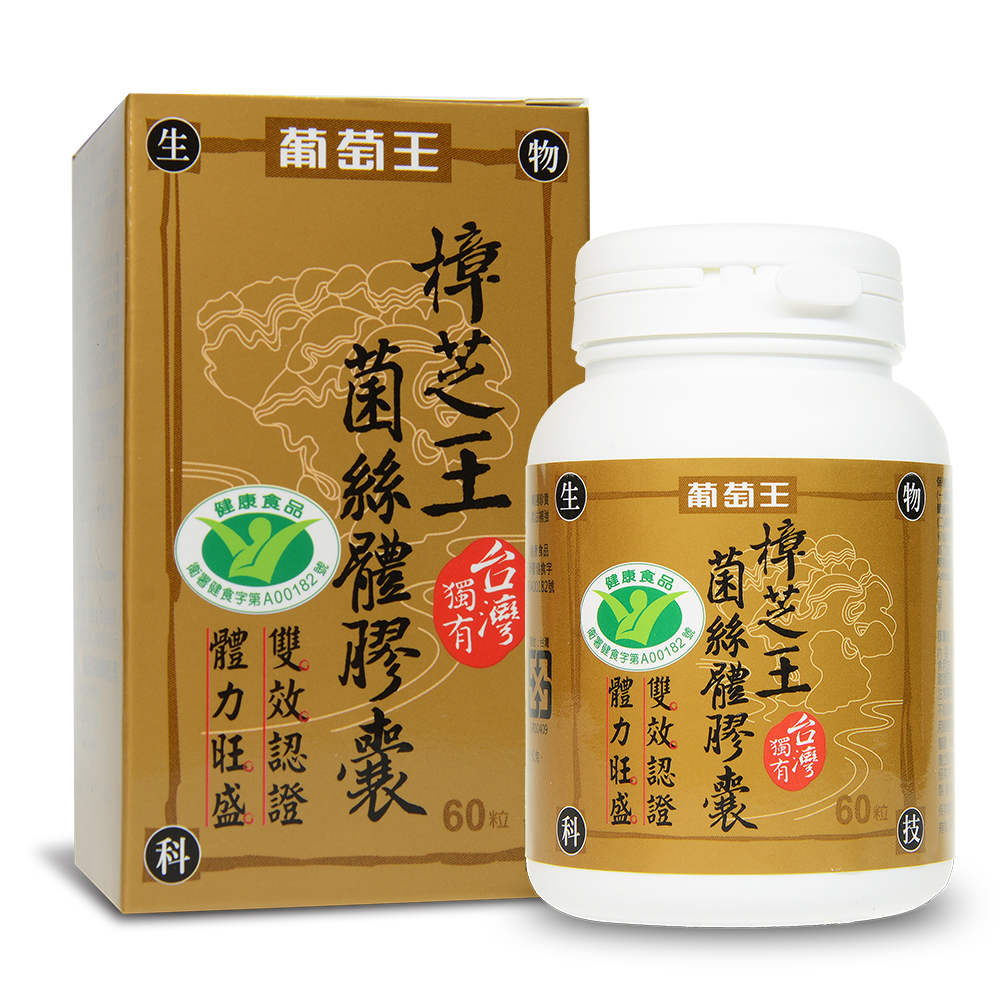 生
葡萄王
物
樟芝王
菌絲體膠囊
健康食品
衛署健食字第A00182號
台灣
獨有
雙效認證
體力旺盛
60粒
科
生
葡萄王
物
樟芝王
菌絲體膠囊
健康食品
衛署健食字第A00182號
台灣
獨有
雙效認證
體力旺盛
60粒
科
技